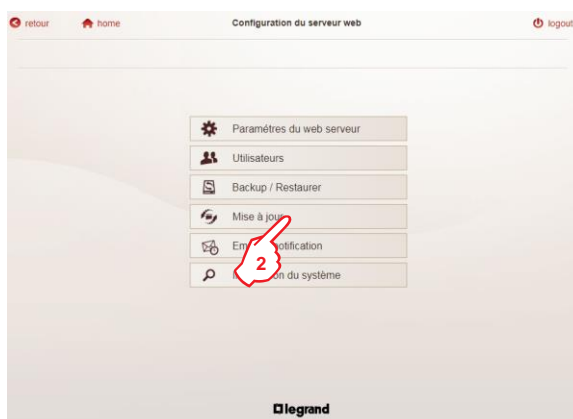 retour home Configuration du serveur web logout
Paramétres du web serveur
Utilisateurs
Backup / Restaurer
Mise à jour
notification
2
du système
legrand